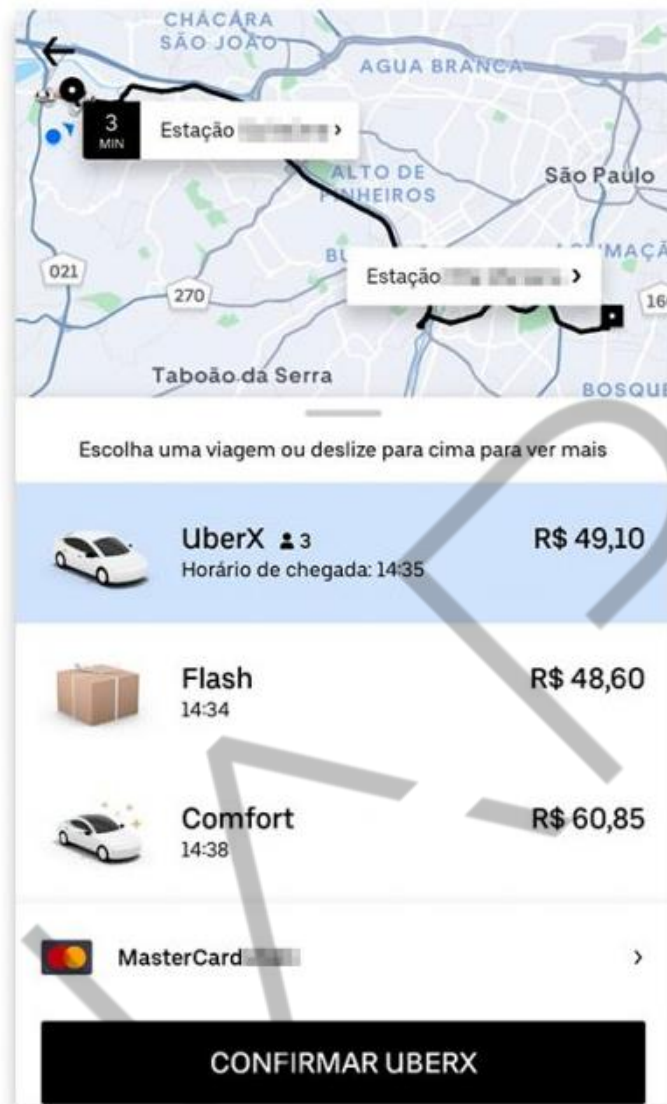 CHÁCARA
SÃO JOÃO
AGUA BRANCA
3
MIN
Estação
ALTO DE
PINHEIROS
São Paulo
Estação
021
270
Taboão da Serra
BOSQUE
Escolha uma viagem ou deslize para cima para ver mais
UberX 3
R$ 49,10
Horário de chegada: 14:35
Flash
R$ 48,60
14:34
Comfort
R$ 60,85
14:38
MasterCard
CONFIRMAR UBERX